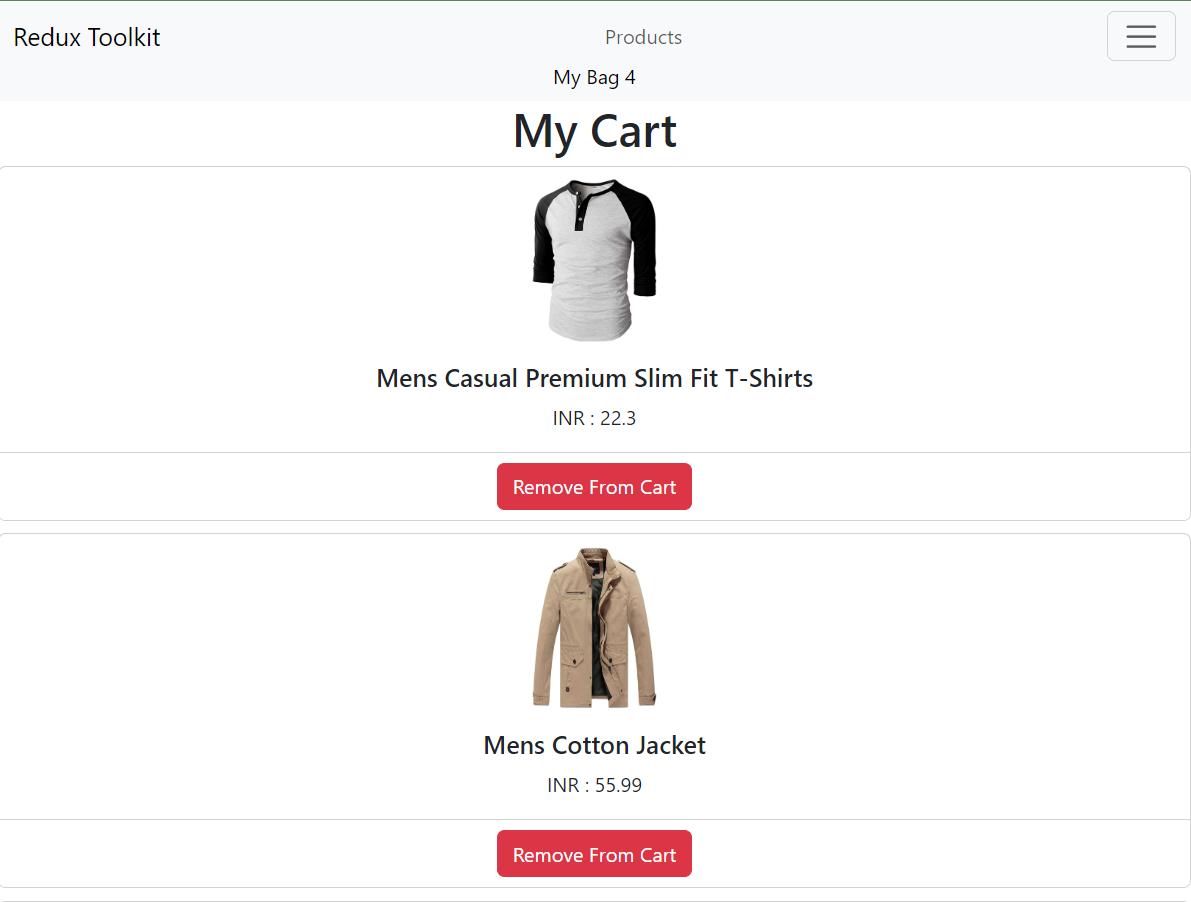 Redux Toolkit
Products
My Bag 4
My Cart
Mens Casual Premium Slim Fit T-Shirts
INR : 22.3
Remove From Cart
Mens Cotton Jacket
INR : 55.99
Remove From Cart